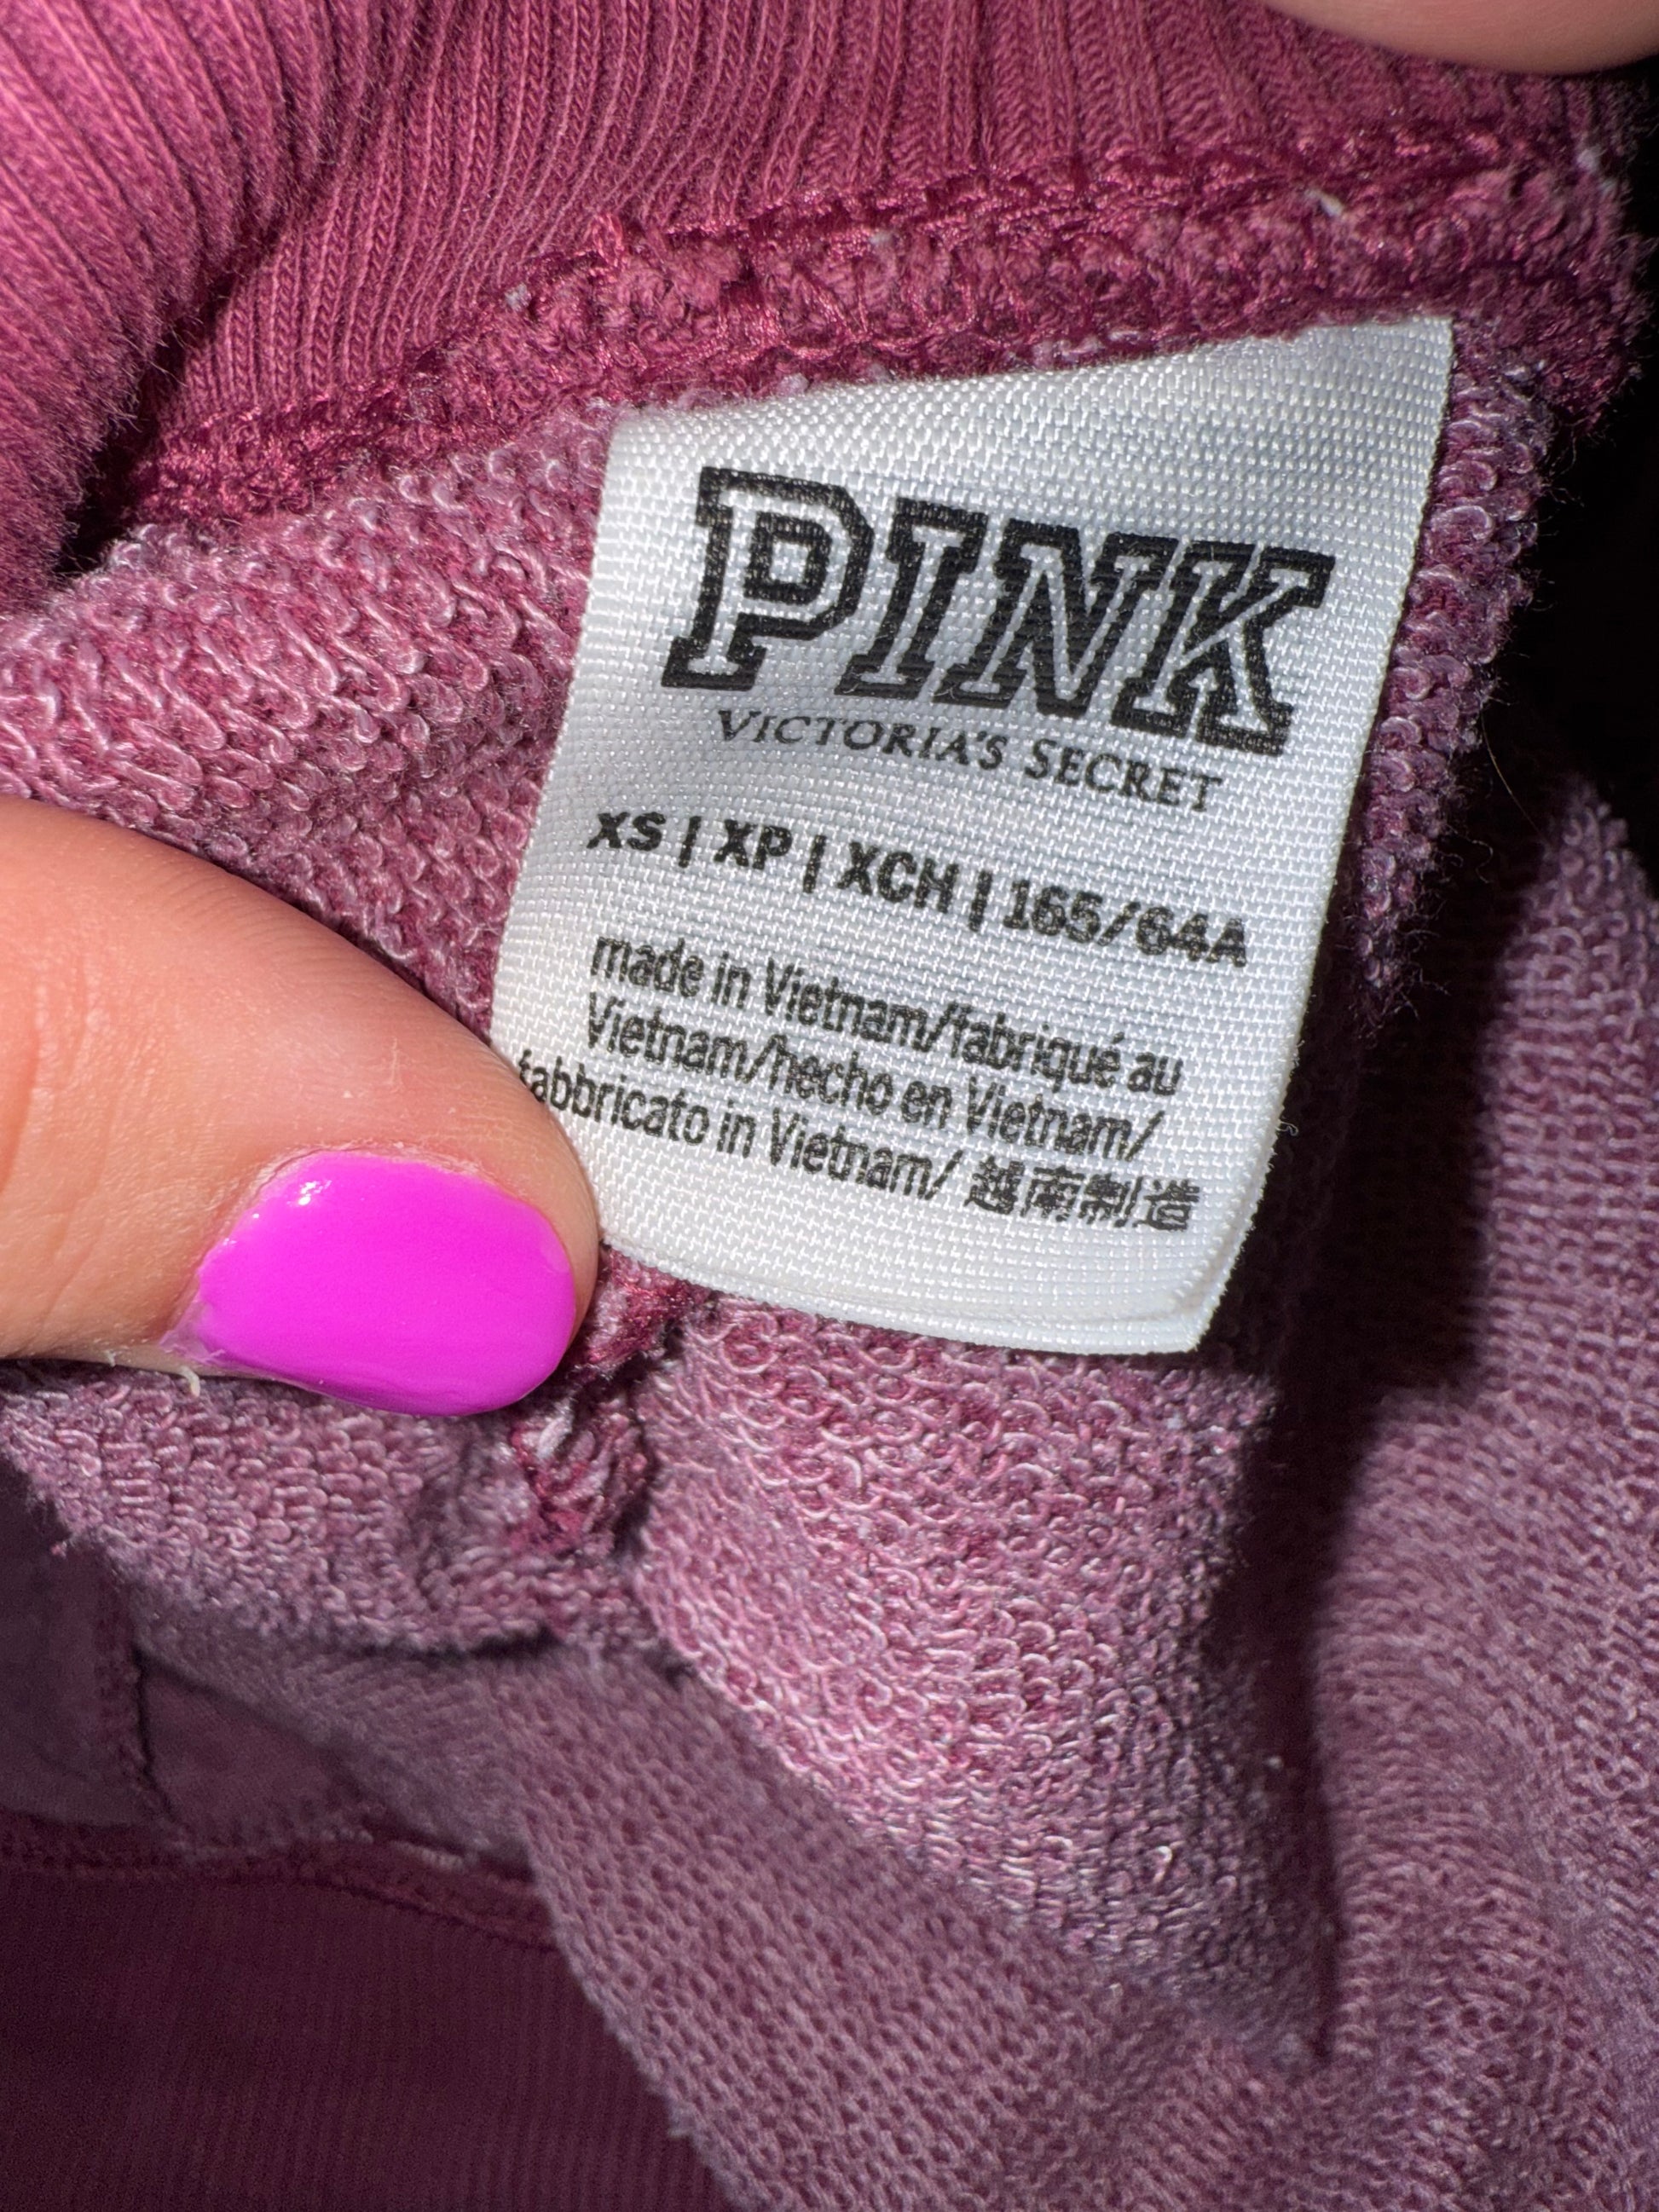 PINK
VICTORIA'S SECRET
XS | XP | XCH | 165/64A
made in Vietnam/fabriqué au
Vietnam/hecho en Vietnam/
fabbricato in Vietnam/ 越南制造